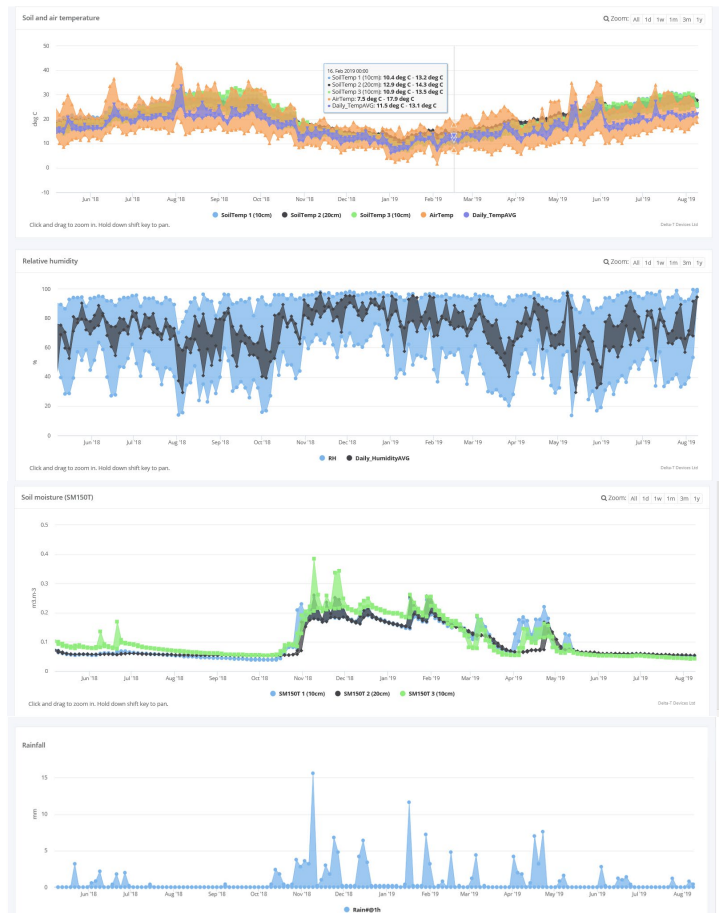 Soil and air temperature
Zoom: All 1d 1w 1m 3m 1y
50
40
30
20
10
0
-10
deg C
16. Feb 2019 00:00
SoilTemp 1 (10cm): 10.4 deg C - 13.2 deg C
SoilTemp 2 (20cm): 12.9 deg C - 14.3 deg C
SoilTemp 3 (10cm): 10.9 deg C - 13.5 deg C
AirTemp: 7.5 deg C - 17.9 deg C
Daily_TempAVG: 11.5 deg C - 13.1 deg C
Jun '18 Jul '18 Aug '18 Sep '18 Oct '18 Nov '18 Dec '18 Jan '19 Feb '19 Mar '19 Apr '19 May '19 Jun '19 Jul '19 Aug '19
SoilTemp 1 (10cm) SoilTemp 2 (20cm) SoilTemp 3 (10cm) AirTemp Daily_TempAVG
Click and drag to zoom in. Hold down shift key to pan.
Delta-T Devices Ltd
Relative humidity
Zoom: All 1d 1w 1m 3m 1y
100
80
60
40
20
0
%
Jun '18 Jul '18 Aug '18 Sep '18 Oct '18 Nov '18 Dec '18 Jan '19 Feb '19 Mar '19 Apr '19 May '19 Jun '19 Jul '19 Aug '19
RH Daily_HumidityAVG
Click and drag to zoom in. Hold down shift key to pan.
Delta-T Devices Ltd
Soil moisture (SM150T)
Zoom: All 1d 1w 1m 3m 1y
0.5
0.4
0.3
0.2
0.1
0
m3.m-3
Jun '18 Jul '18 Aug '18 Sep '18 Oct '18 Nov '18 Dec '18 Jan '19 Feb '19 Mar '19 Apr '19 May '19 Jun '19 Jul '19 Aug '19
SM150T 1 (10cm) SM150T 2 (20cm) SM150T 3 (10cm)
Click and drag to zoom in. Hold down shift key to pan.
Delta-T Devices Ltd
Rainfall
15
10
5
0
mm
Jun '18 Jul '18 Aug '18 Sep '18 Oct '18 Nov '18 Dec '18 Jan '19 Feb '19 Mar '19 Apr '19 May '19 Jun '19 Jul '19 Aug '19
Rain#@1h